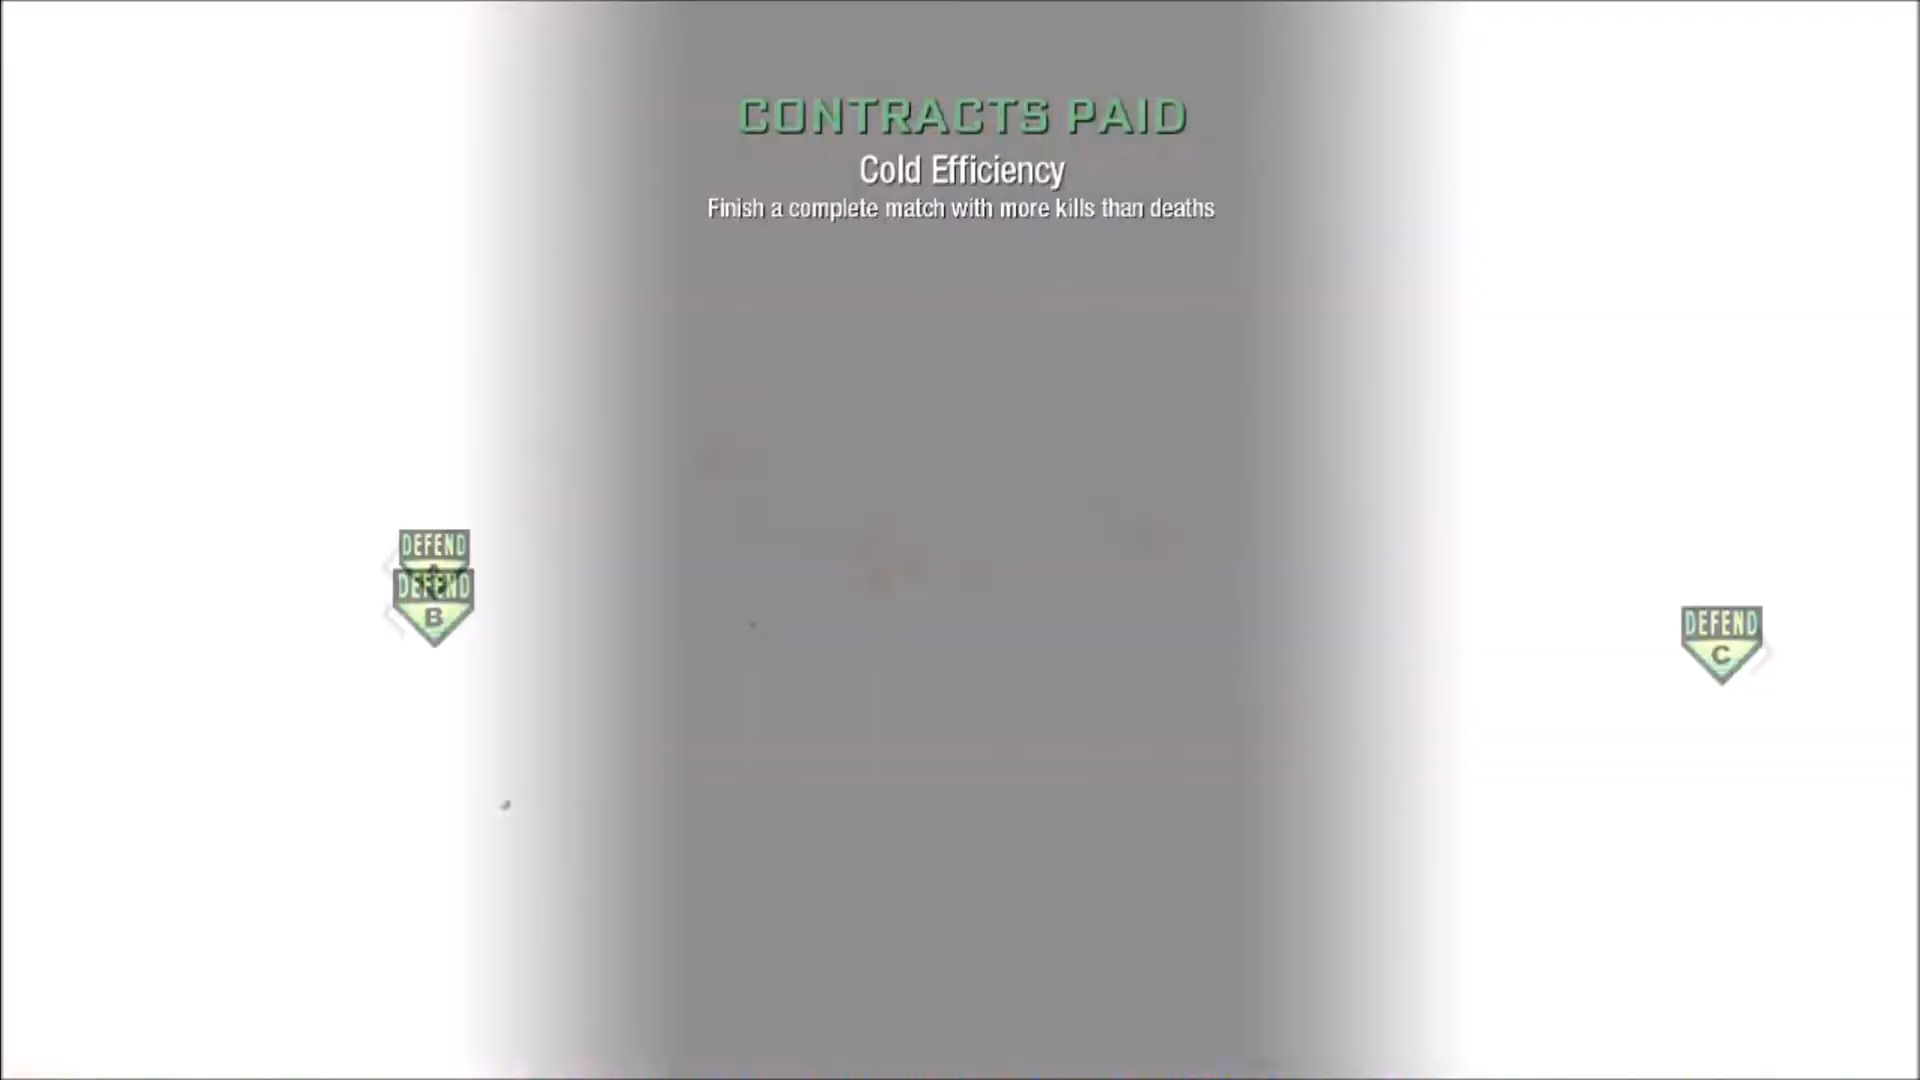 CONTRACTS PAID
Cold Efficiency
Finish a complete match with more kills than deaths
DEFEND
DEFEND
B
DEFEND
C